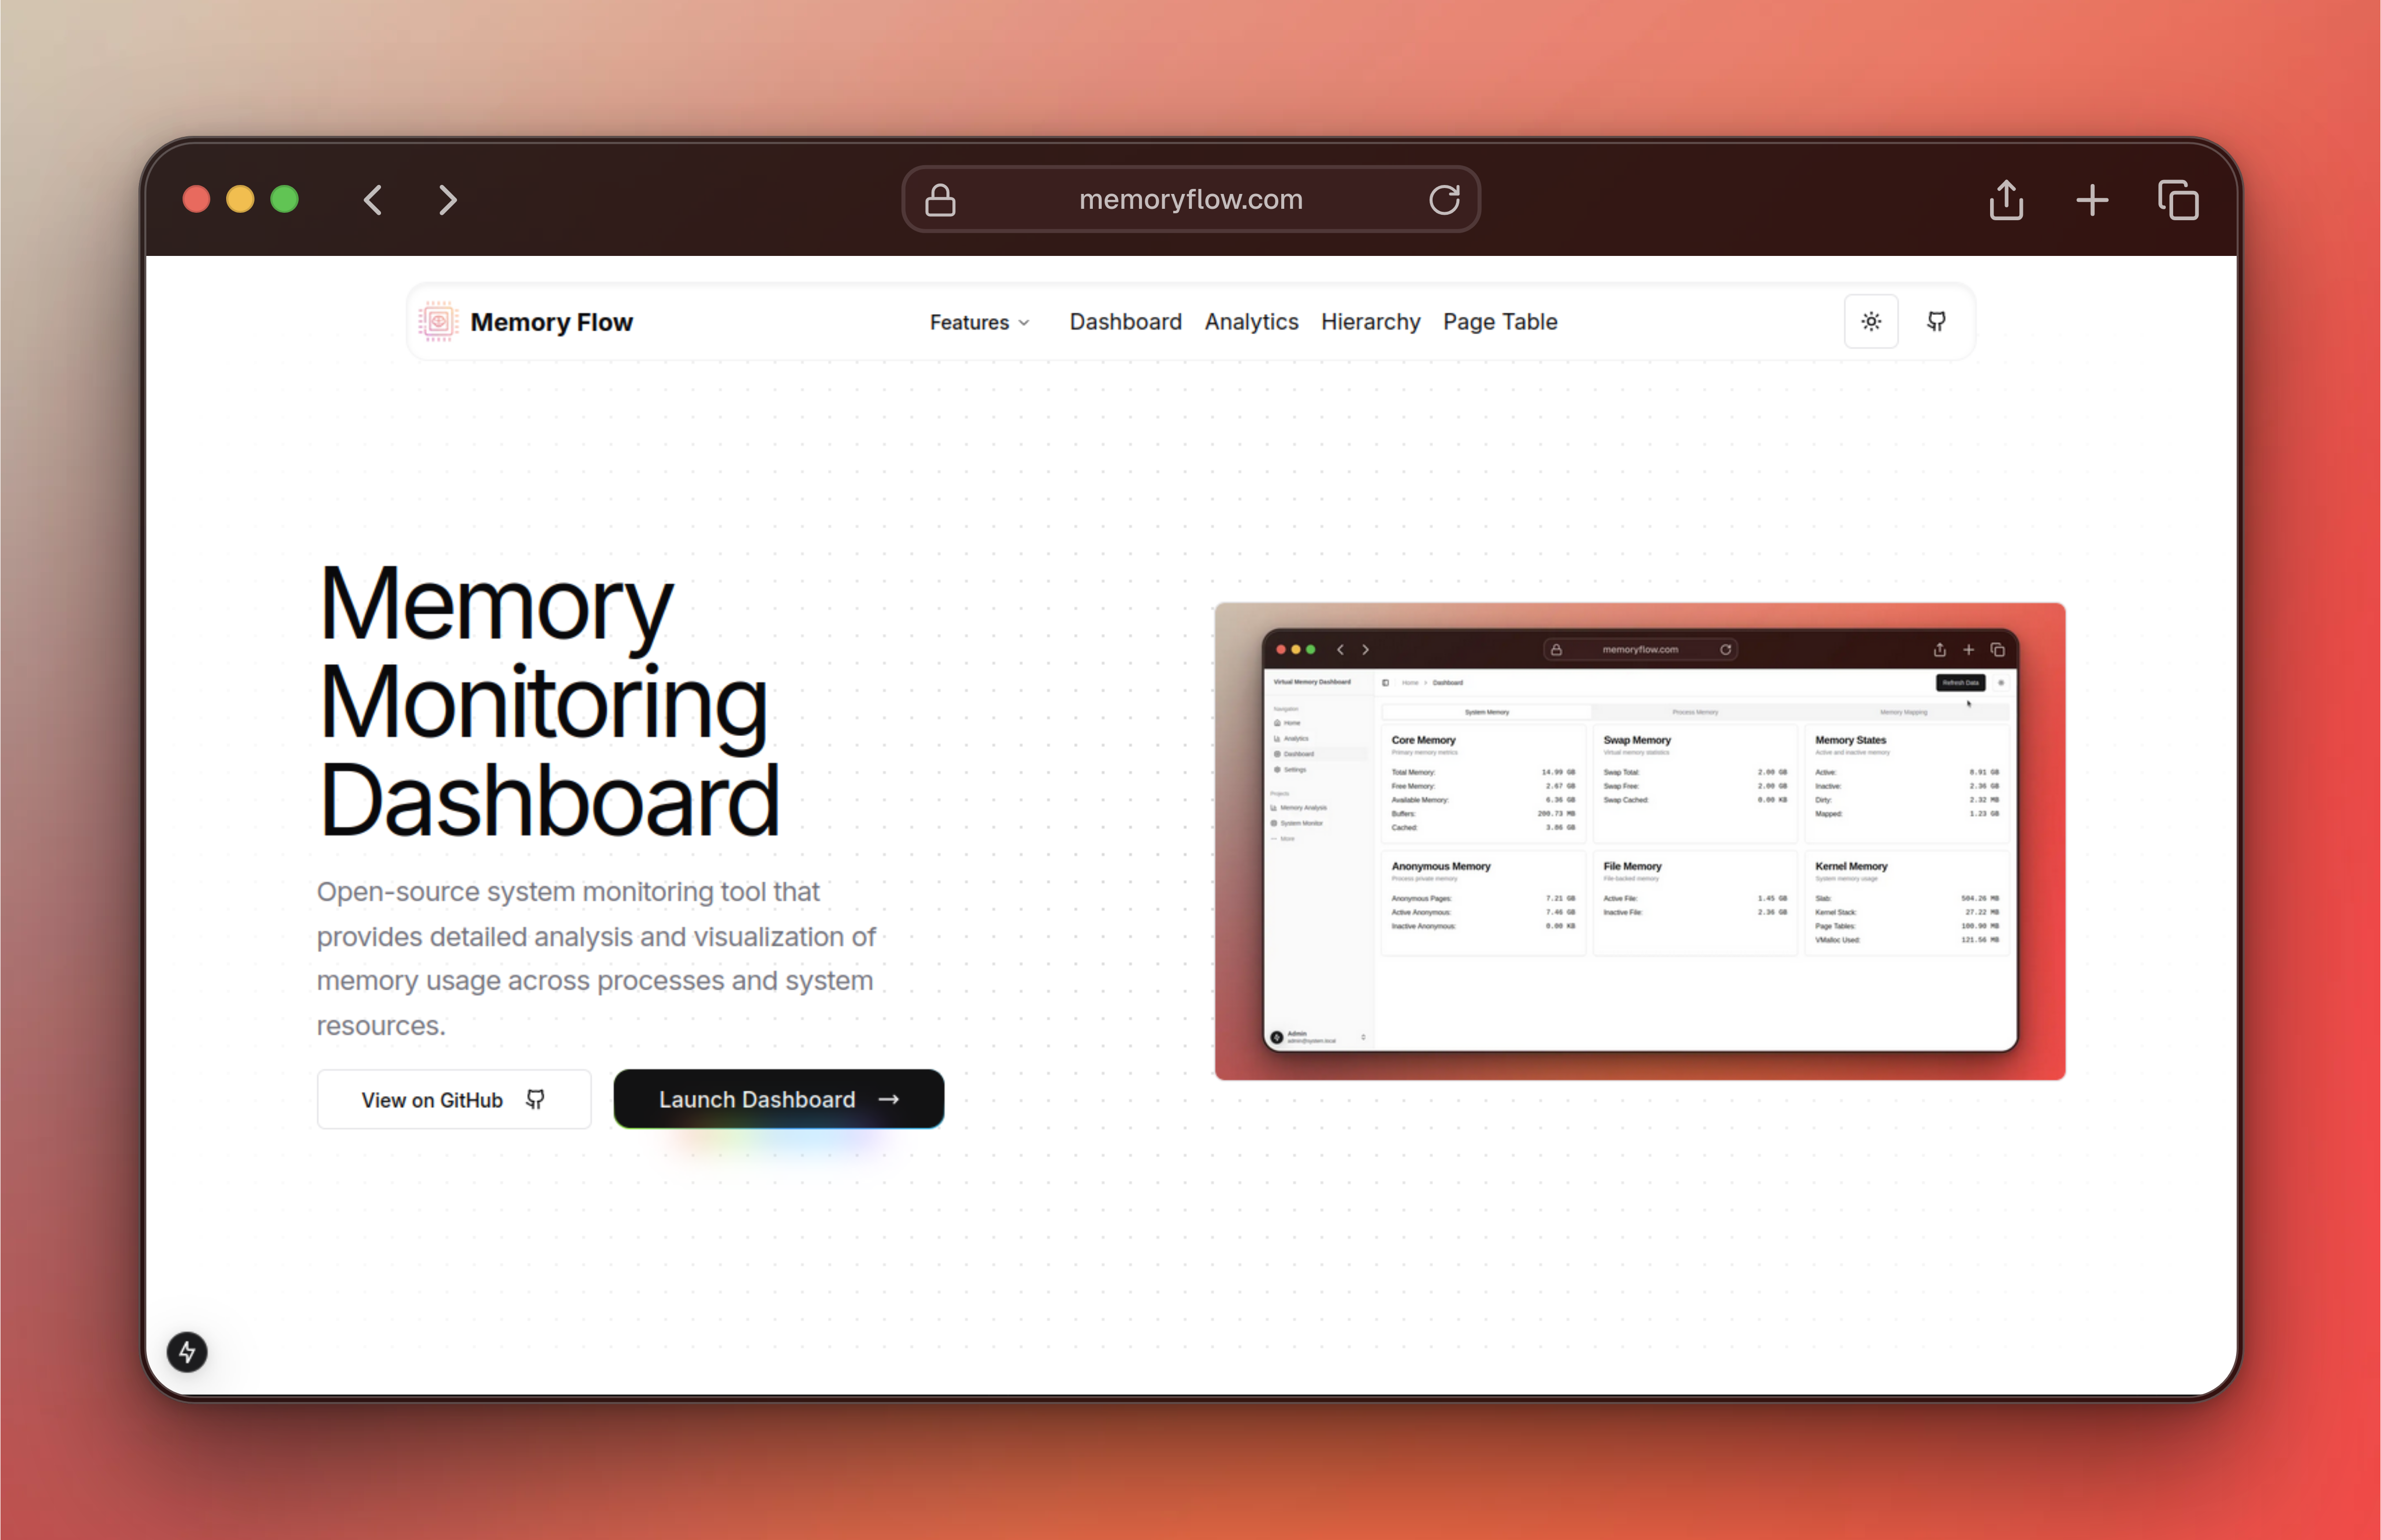 memoryflow.com
Memory Flow
Features Dashboard Analytics Hierarchy Page Table
Memory
Monitoring
Dashboard
Open-source system monitoring tool that
provides detailed analysis and visualization of
memory usage across processes and system
resources.
View on GitHub
Launch Dashboard →
memoryflow.com
Virtual Memory Dashboard
Home > Dashboard
Refresh Data
Navigation
Home
Analytics
Dashboard
Settings
Projects
Memory Analysis
System Monitor
More
Admin
admin@system.local
System Memory Process Memory Memory Mapping
Core Memory
Primary memory metrics
Total Memory: 14.99 GB
Free Memory: 2.67 GB
Available Memory: 6.36 GB
Buffers: 200.73 MB
Cached: 3.86 GB
Swap Memory
Virtual memory statistics
Swap Total: 2.00 GB
Swap Free: 2.00 GB
Swap Cached: 0.00 KB
Memory States
Active and inactive memory
Active: 8.91 GB
Inactive: 2.36 GB
Dirty: 2.32 MB
Mapped: 1.23 GB
Anonymous Memory
Process private memory
Anonymous Pages: 7.21 GB
Active Anonymous: 7.46 GB
Inactive Anonymous: 0.00 KB
File Memory
File-backed memory
Active File: 1.45 GB
Inactive File: 2.36 GB
Kernel Memory
System memory usage
Slab: 504.26 MB
Kernel Stack: 27.22 MB
Page Tables: 100.90 MB
VMalloc Used: 121.56 MB